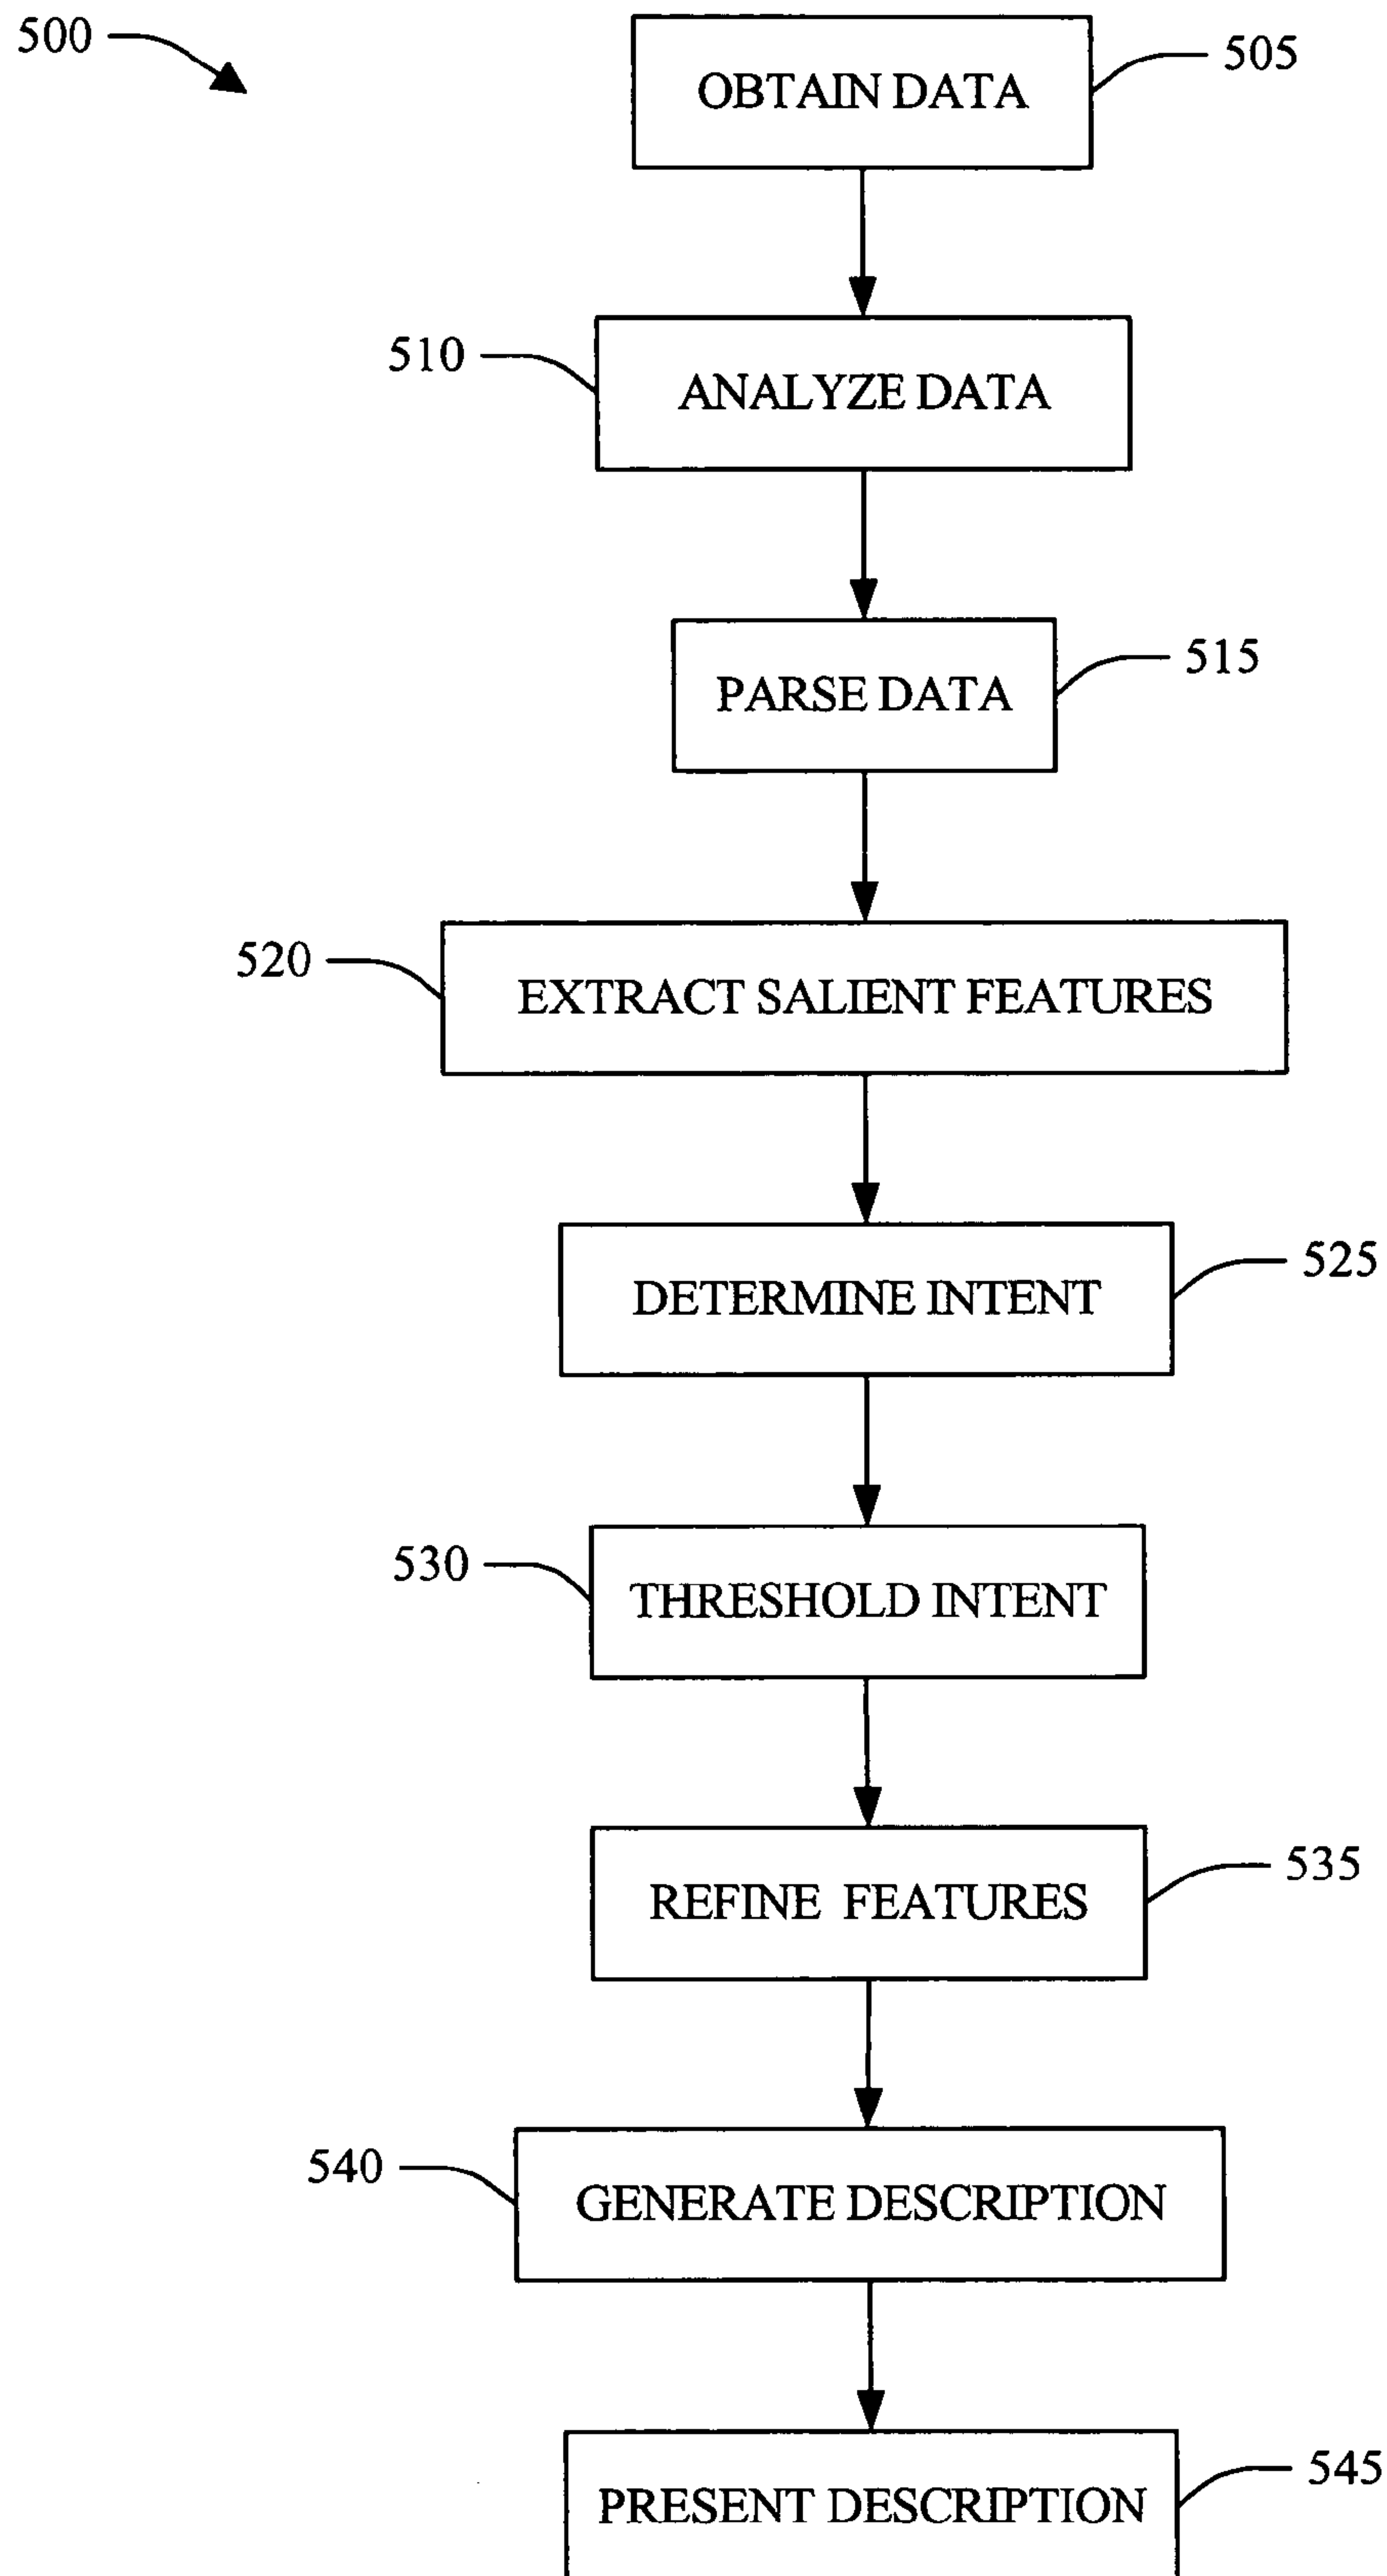 500
OBTAIN DATA
505
510
ANALYZE DATA
PARSE DATA
515
520
EXTRACT SALIENT FEATURES
DETERMINE INTENT
525
530
THRESHOLD INTENT
REFINE FEATURES
535
540
GENERATE DESCRIPTION
PRESENT DESCRIPTION
545